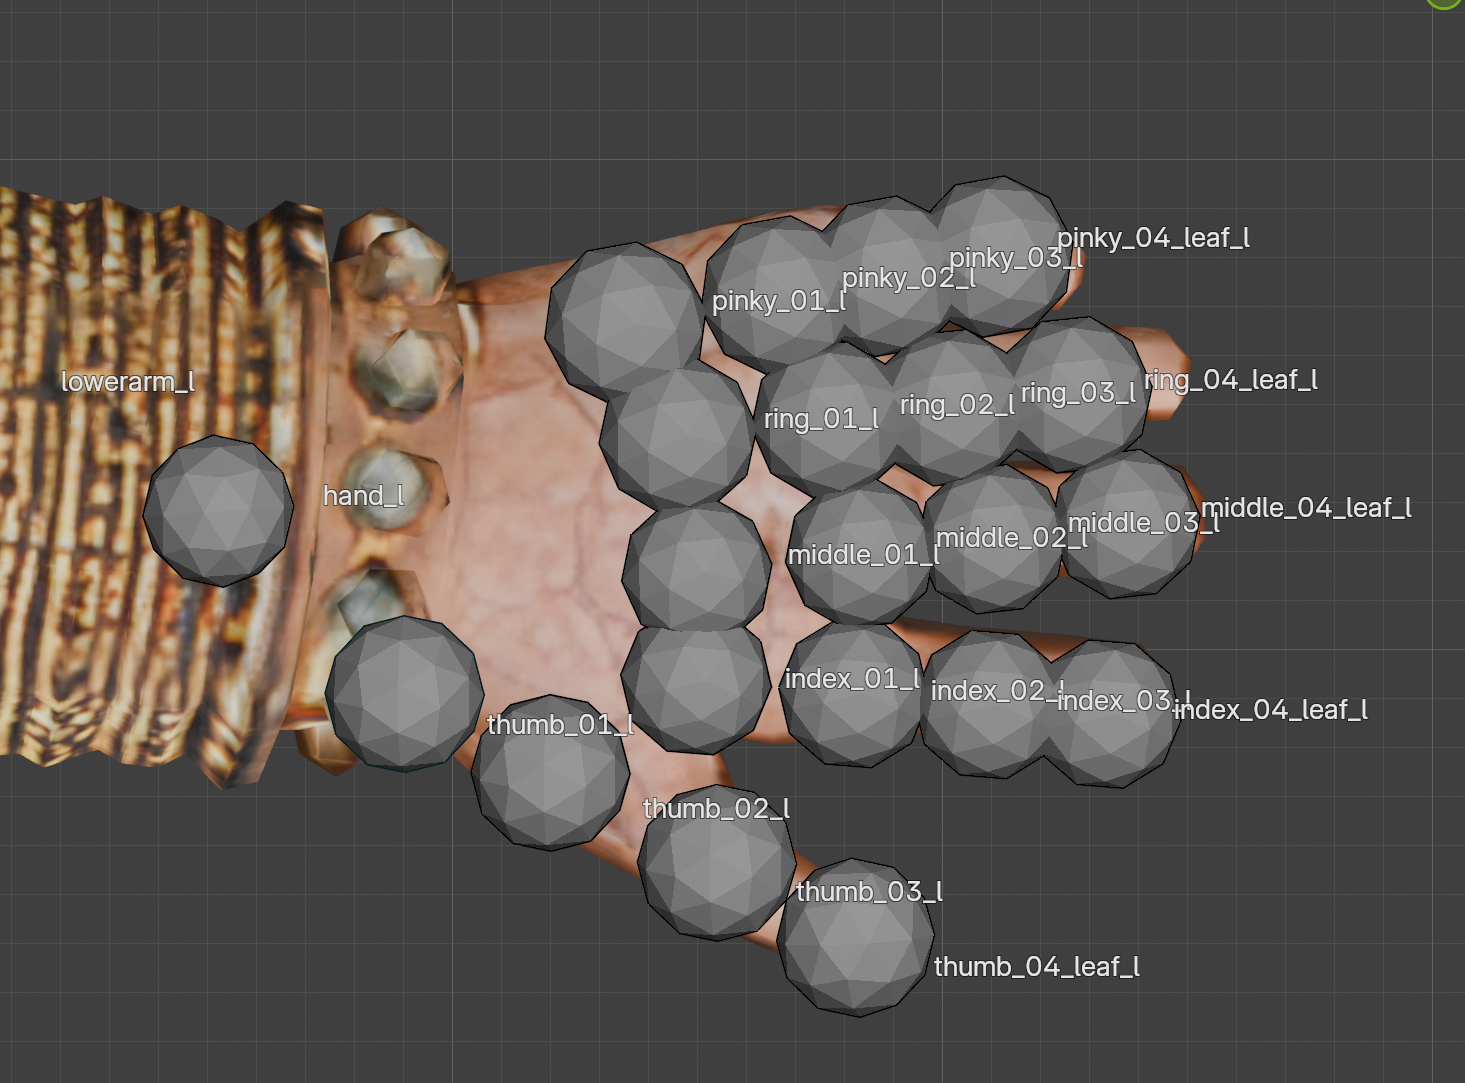 pinky_04_leaf_l
pinky_03_l
pinky_02_l
pinky_01_l
ring_04_leaf_l
ring_03_l
ring_02_l
ring_01_l
lowerarm_l
hand_l
middle_04_leaf_l
middle_03_l
middle_02_l
middle_01_l
index_01_l
index_02_l
index_03_l
index_04_leaf_l
thumb_01_l
thumb_02_l
thumb_03_l
thumb_04_leaf_l